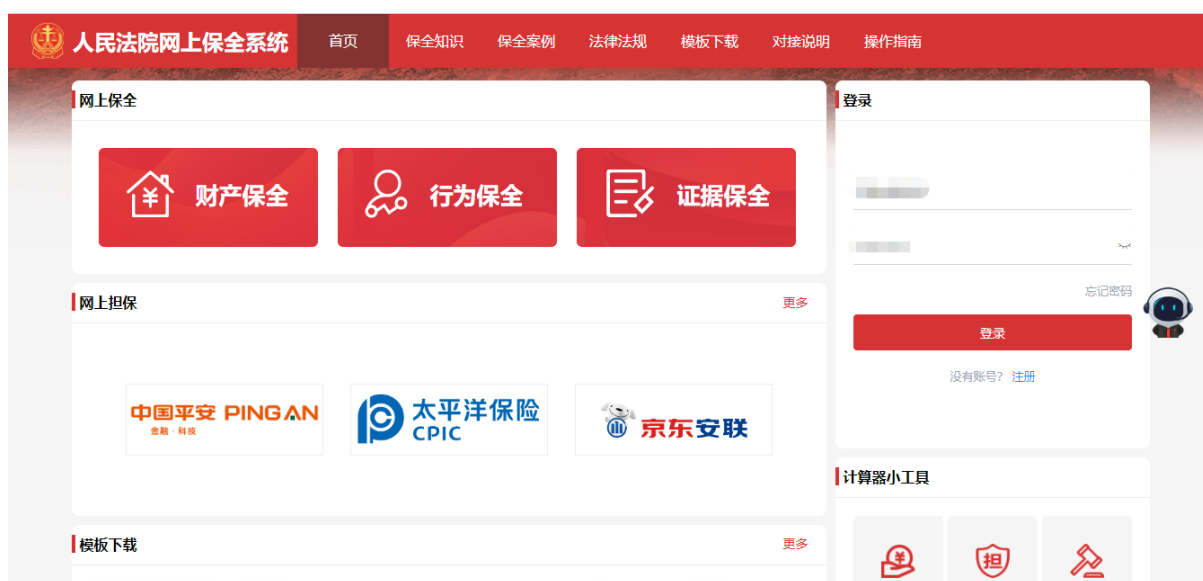 人民法院网上保全系统 首页 保全知识 保全案例 法律法规 模板下载 对接说明 操作指南
网上保全
财产保全 行为保全 证据保全
网上担保 更多
中国平安 PING AN
金融·科技
太平洋保险
CPIC
京东安联
模板下载 更多
登录
忘记密码
登录
没有账号? 注册
计算器小工具
担